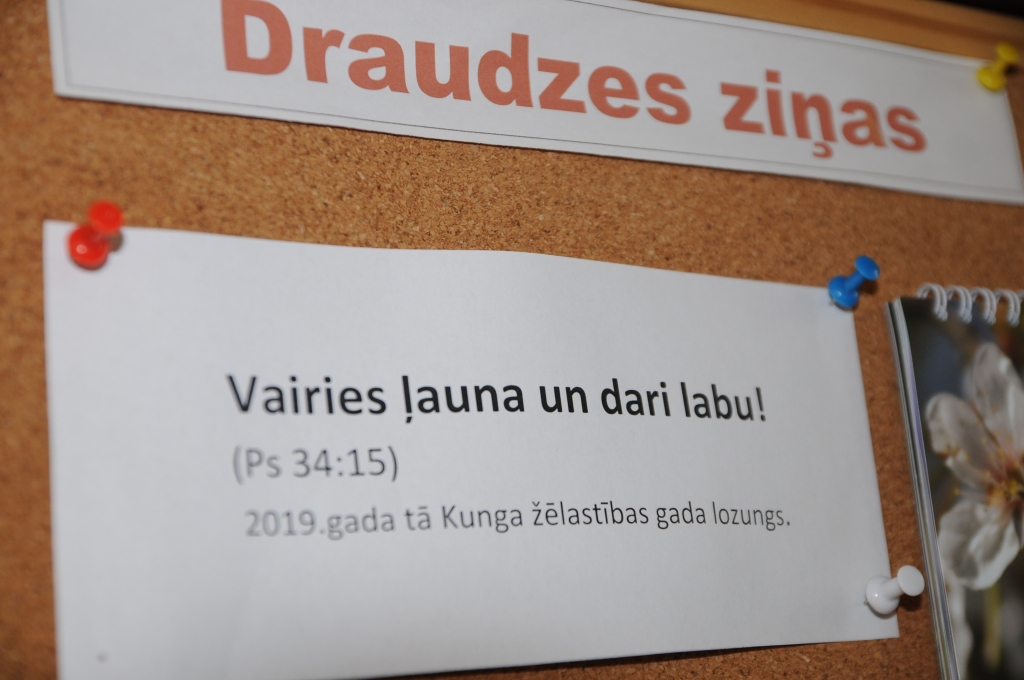 Draudzes ziņas
Vairies ļauna un dari labu!
(Ps 34:15)
2019.gada tā Kunga žēlastības gada lozungs.